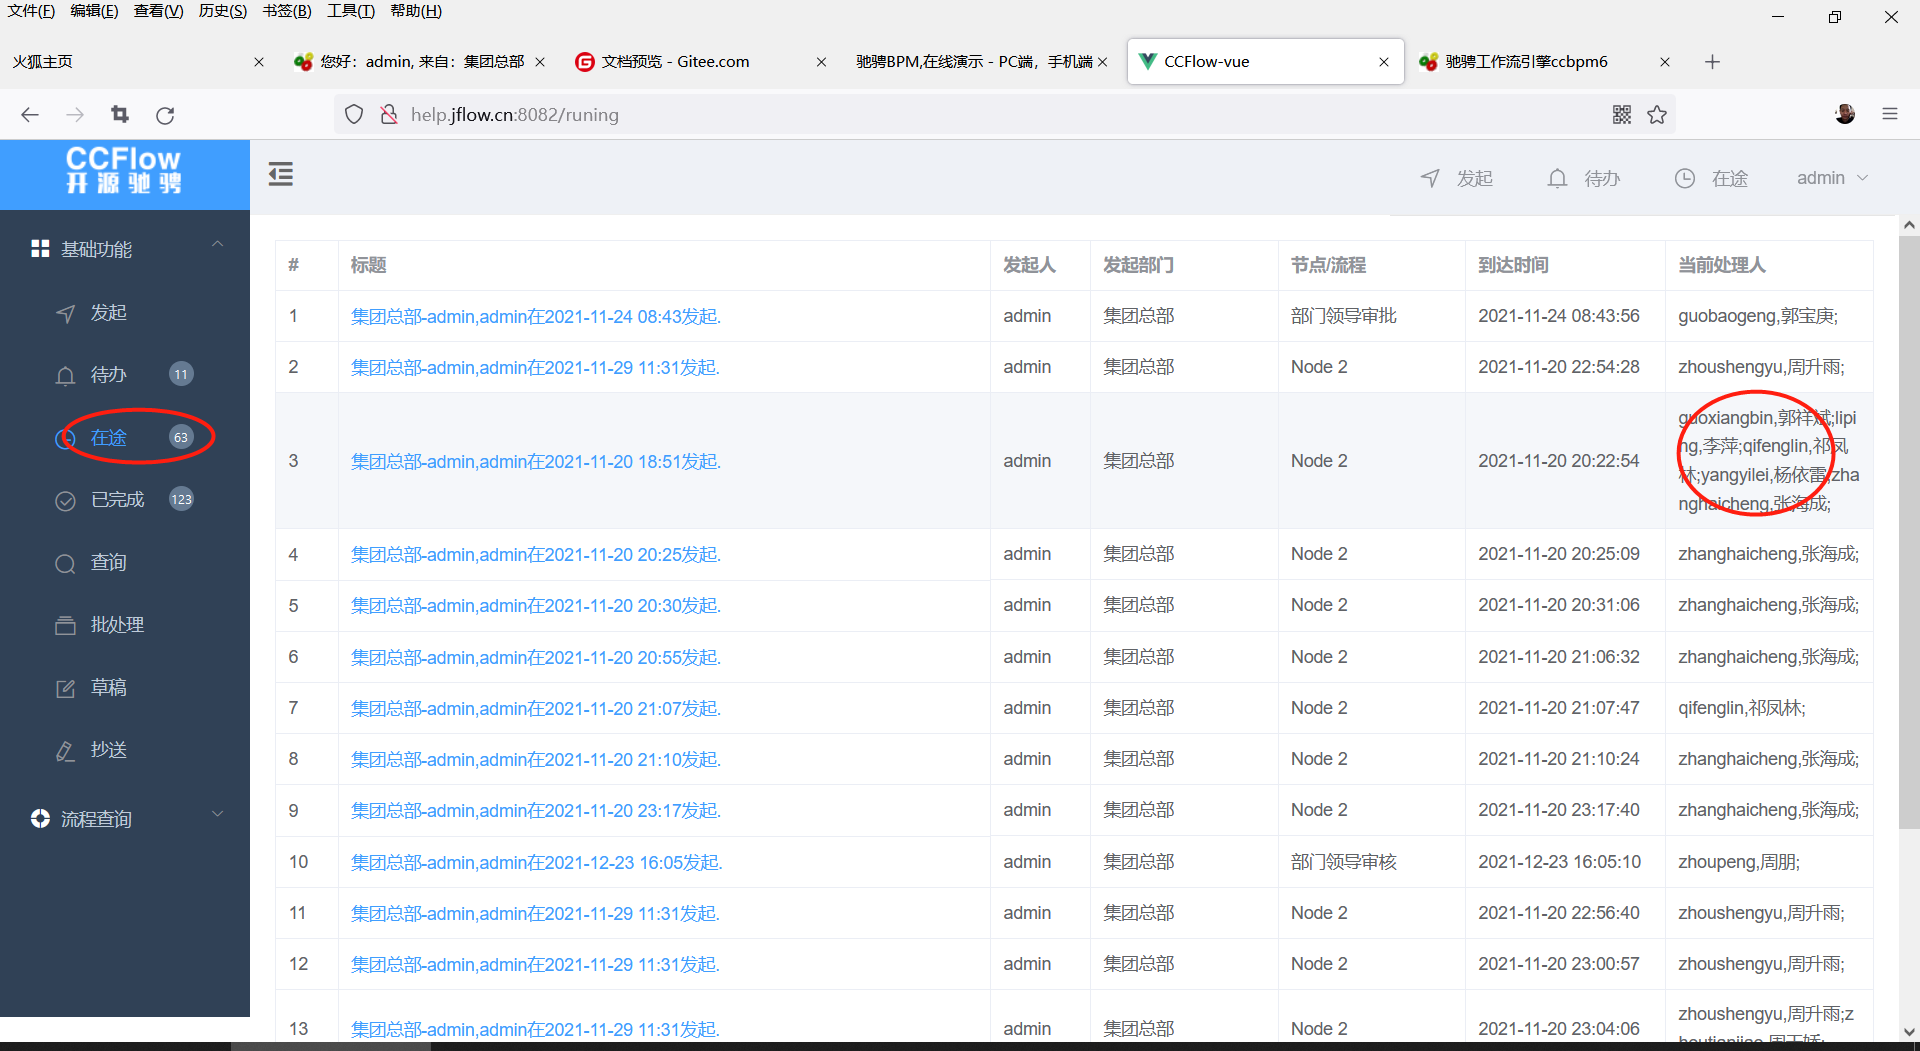 文件(F) 编辑(E) 查看(V) 历史(S) 书签(B) 工具(T) 帮助(H)
火狐主页 您好：admin, 来自：集团总部 文档预览 - Gitee.com 驰骋BPM,在线演示 - PC端，手机端 CCFlow-vue 驰骋工作流引擎ccbpm6
help.jflow.cn:8082/runing
CCFlow
开源驰骋
发起 待办 在途 admin
基础功能
发起
待办 11
在途 63
已完成 123
查询
批处理
草稿
抄送
流程查询
# 标题 发起人 发起部门 节点/流程 到达时间 当前处理人
1 集团总部-admin,admin在2021-11-24 08:43发起. admin 集团总部 部门领导审批 2021-11-24 08:43:56 guobaogeng,郭宝庚;
2 集团总部-admin,admin在2021-11-29 11:31发起. admin 集团总部 Node 2 2021-11-20 22:54:28 zhoushengyu,周升雨;
3 集团总部-admin,admin在2021-11-20 18:51发起. admin 集团总部 Node 2 2021-11-20 20:22:54 guoxiangbin,郭祥斌;lipi
ng,李萍;qifenglin,祁凤
林;yangyilei,杨依雷;zha
nghaicheng,张海成;
4 集团总部-admin,admin在2021-11-20 20:25发起. admin 集团总部 Node 2 2021-11-20 20:25:09 zhanghaicheng,张海成;
5 集团总部-admin,admin在2021-11-20 20:30发起. admin 集团总部 Node 2 2021-11-20 20:31:06 zhanghaicheng,张海成;
6 集团总部-admin,admin在2021-11-20 20:55发起. admin 集团总部 Node 2 2021-11-20 21:06:32 zhanghaicheng,张海成;
7 集团总部-admin,admin在2021-11-20 21:07发起. admin 集团总部 Node 2 2021-11-20 21:07:47 qifenglin,祁凤林;
8 集团总部-admin,admin在2021-11-20 21:10发起. admin 集团总部 Node 2 2021-11-20 21:10:24 zhanghaicheng,张海成;
9 集团总部-admin,admin在2021-11-20 23:17发起. admin 集团总部 Node 2 2021-11-20 23:17:40 zhanghaicheng,张海成;
10 集团总部-admin,admin在2021-12-23 16:05发起. admin 集团总部 部门领导审核 2021-12-23 16:05:10 zhoupeng,周朋;
11 集团总部-admin,admin在2021-11-29 11:31发起. admin 集团总部 Node 2 2021-11-20 22:56:40 zhoushengyu,周升雨;
12 集团总部-admin,admin在2021-11-29 11:31发起. admin 集团总部 Node 2 2021-11-20 23:00:57 zhoushengyu,周升雨;
13 集团总部-admin,admin在2021-11-29 11:31发起. admin 集团总部 Node 2 2021-11-20 23:04:06 zhoushengyu,周升雨;z